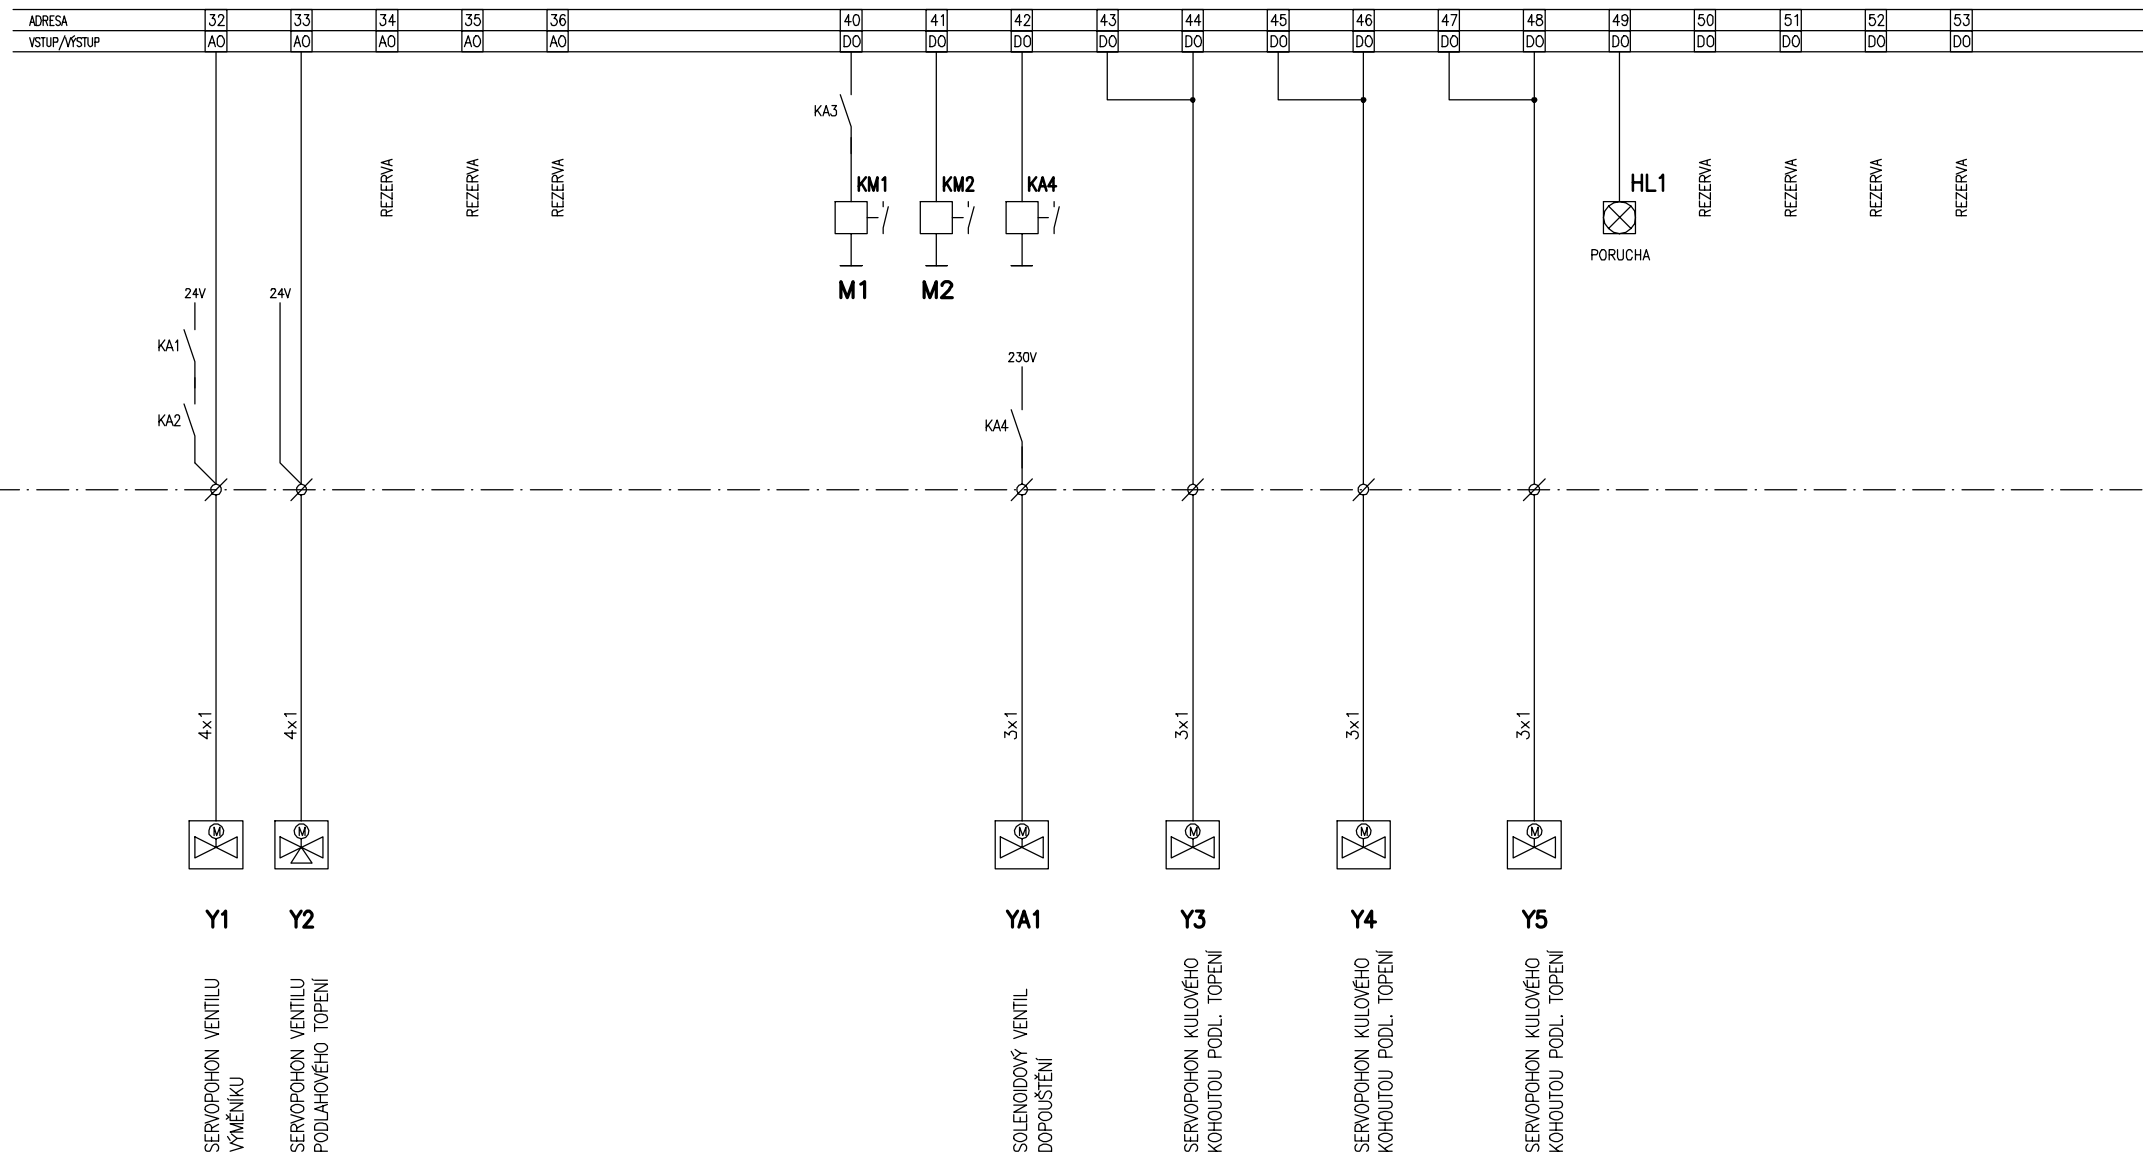 ADRESA 32 33 34 35 36 40 41 42 43 44 45 46 47 48 49 50 51 52 53
VSTUP/VÝSTUP AO AO AO AO AO DO DO DO DO DO DO DO DO DO DO DO DO DO DO
KA3
REZERVA
REZERVA
REZERVA
KM1
KM2
KA4
HL1
REZERVA
REZERVA
REZERVA
REZERVA
PORUCHA
M1
M2
24V
24V
KA1
230V
KA2
KA4
4x1
4x1
3x1
3x1
3x1
3x1
M
M
M
M
M
M
Y1
Y2
YA1
Y3
Y4
Y5
SERVOPOHON VENTILU
VÝMĚNÍKU
SERVOPOHON VENTILU
PODLAHOVÉHO TOPENÍ
SOLENOIDOVÝ VENTIL
DOPOUŠTĚNÍ
SERVOPOHON KULOVÉHO
KOHOUTOU PODL. TOPENÍ
SERVOPOHON KULOVÉHO
KOHOUTOU PODL. TOPENÍ
SERVOPOHON KULOVÉHO
KOHOUTOU PODL. TOPENÍ